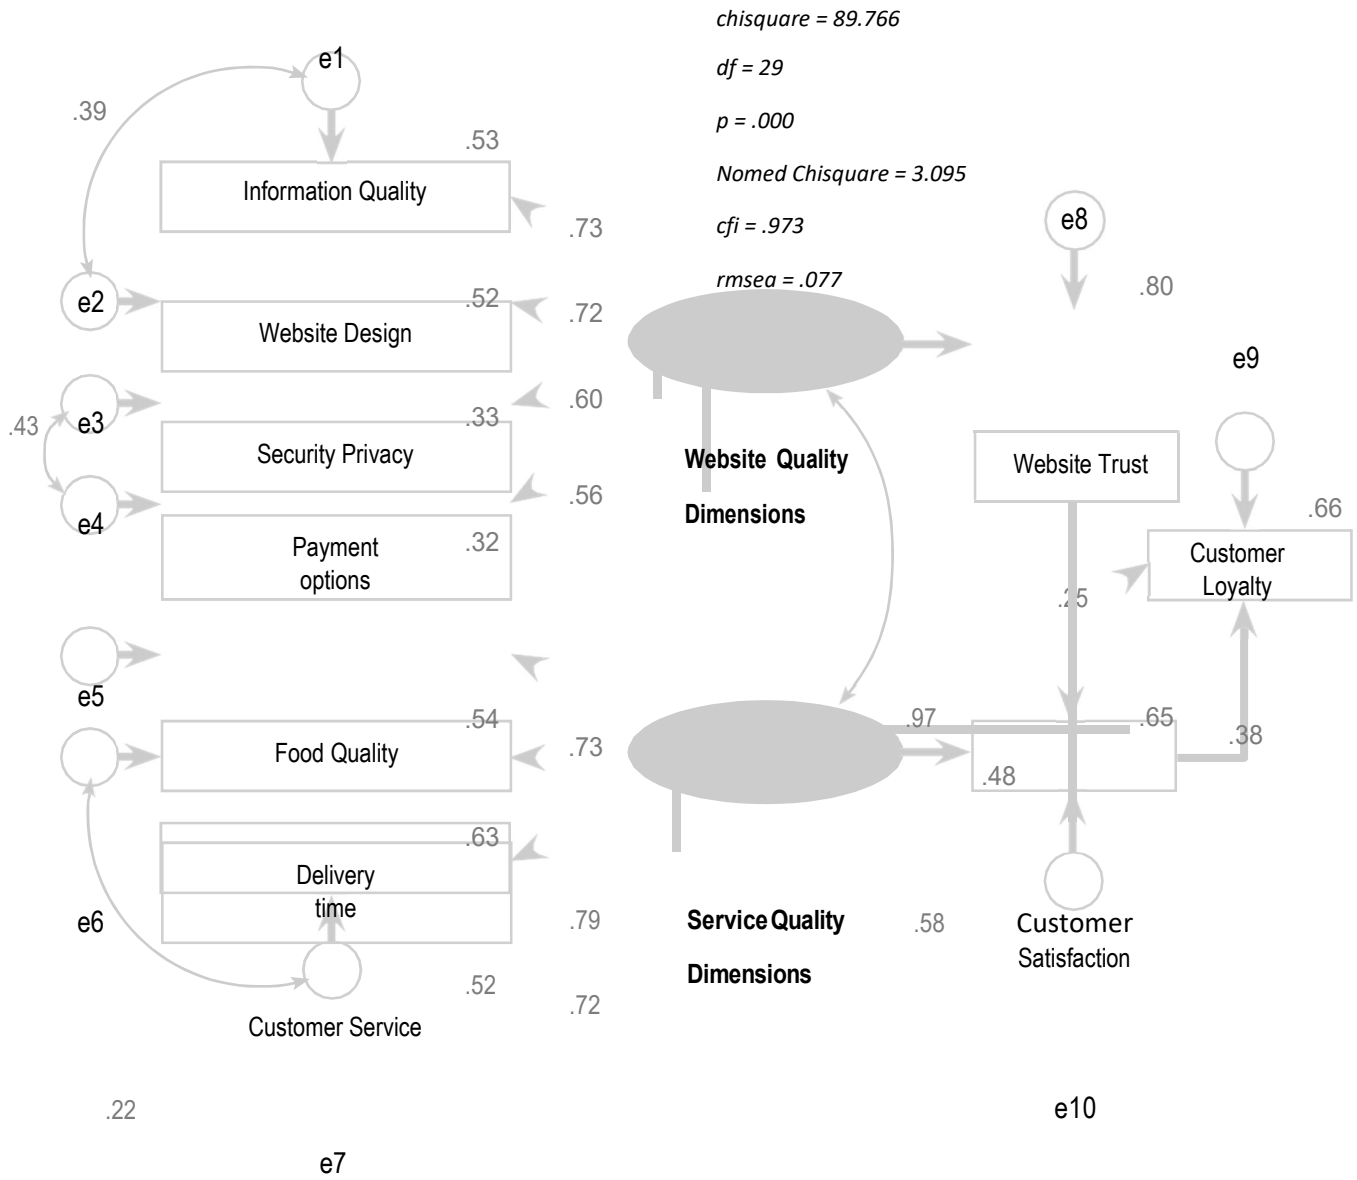 chisquare = 89.766
df = 29
p = .000
Nomed Chisquare = 3.095
cfi = .973
rmsea = .077
e1
.39
.53
Information Quality
.73
e8
.80
e2
.52
.72
Website Design
e9
.60
.43
e3
.33
Security Privacy
Website Quality
Dimensions
Website Trust
.56
e4
.32
Payment
options
.66
Customer
Loyalty
.25
e5
.54
Food Quality
.73
.97
.65
.38
.48
.63
Delivery
time
e6
.79
Service Quality
Dimensions
.58
Customer
Satisfaction
.52
.72
Customer Service
.22
e10
e7